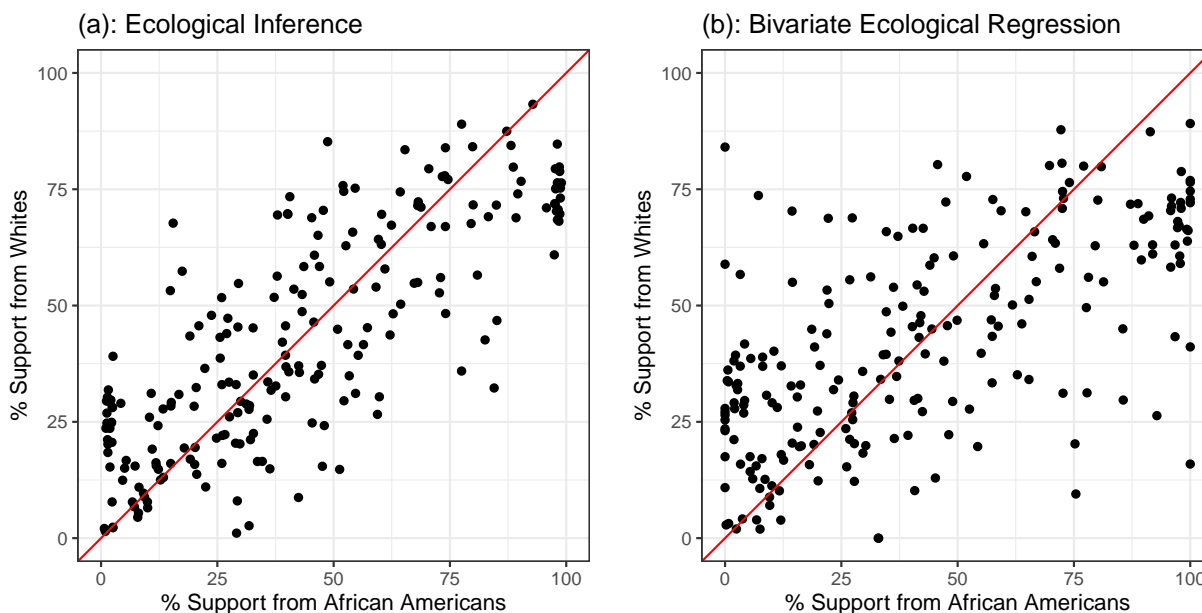 (a): Ecological Inference
100
75
50
25
0
% Support from Whites
0 25 50 75 100
% Support from African Americans
(b): Bivariate Ecological Regression
100
75
50
25
0
% Support from Whites
0 25 50 75 100
% Support from African Americans